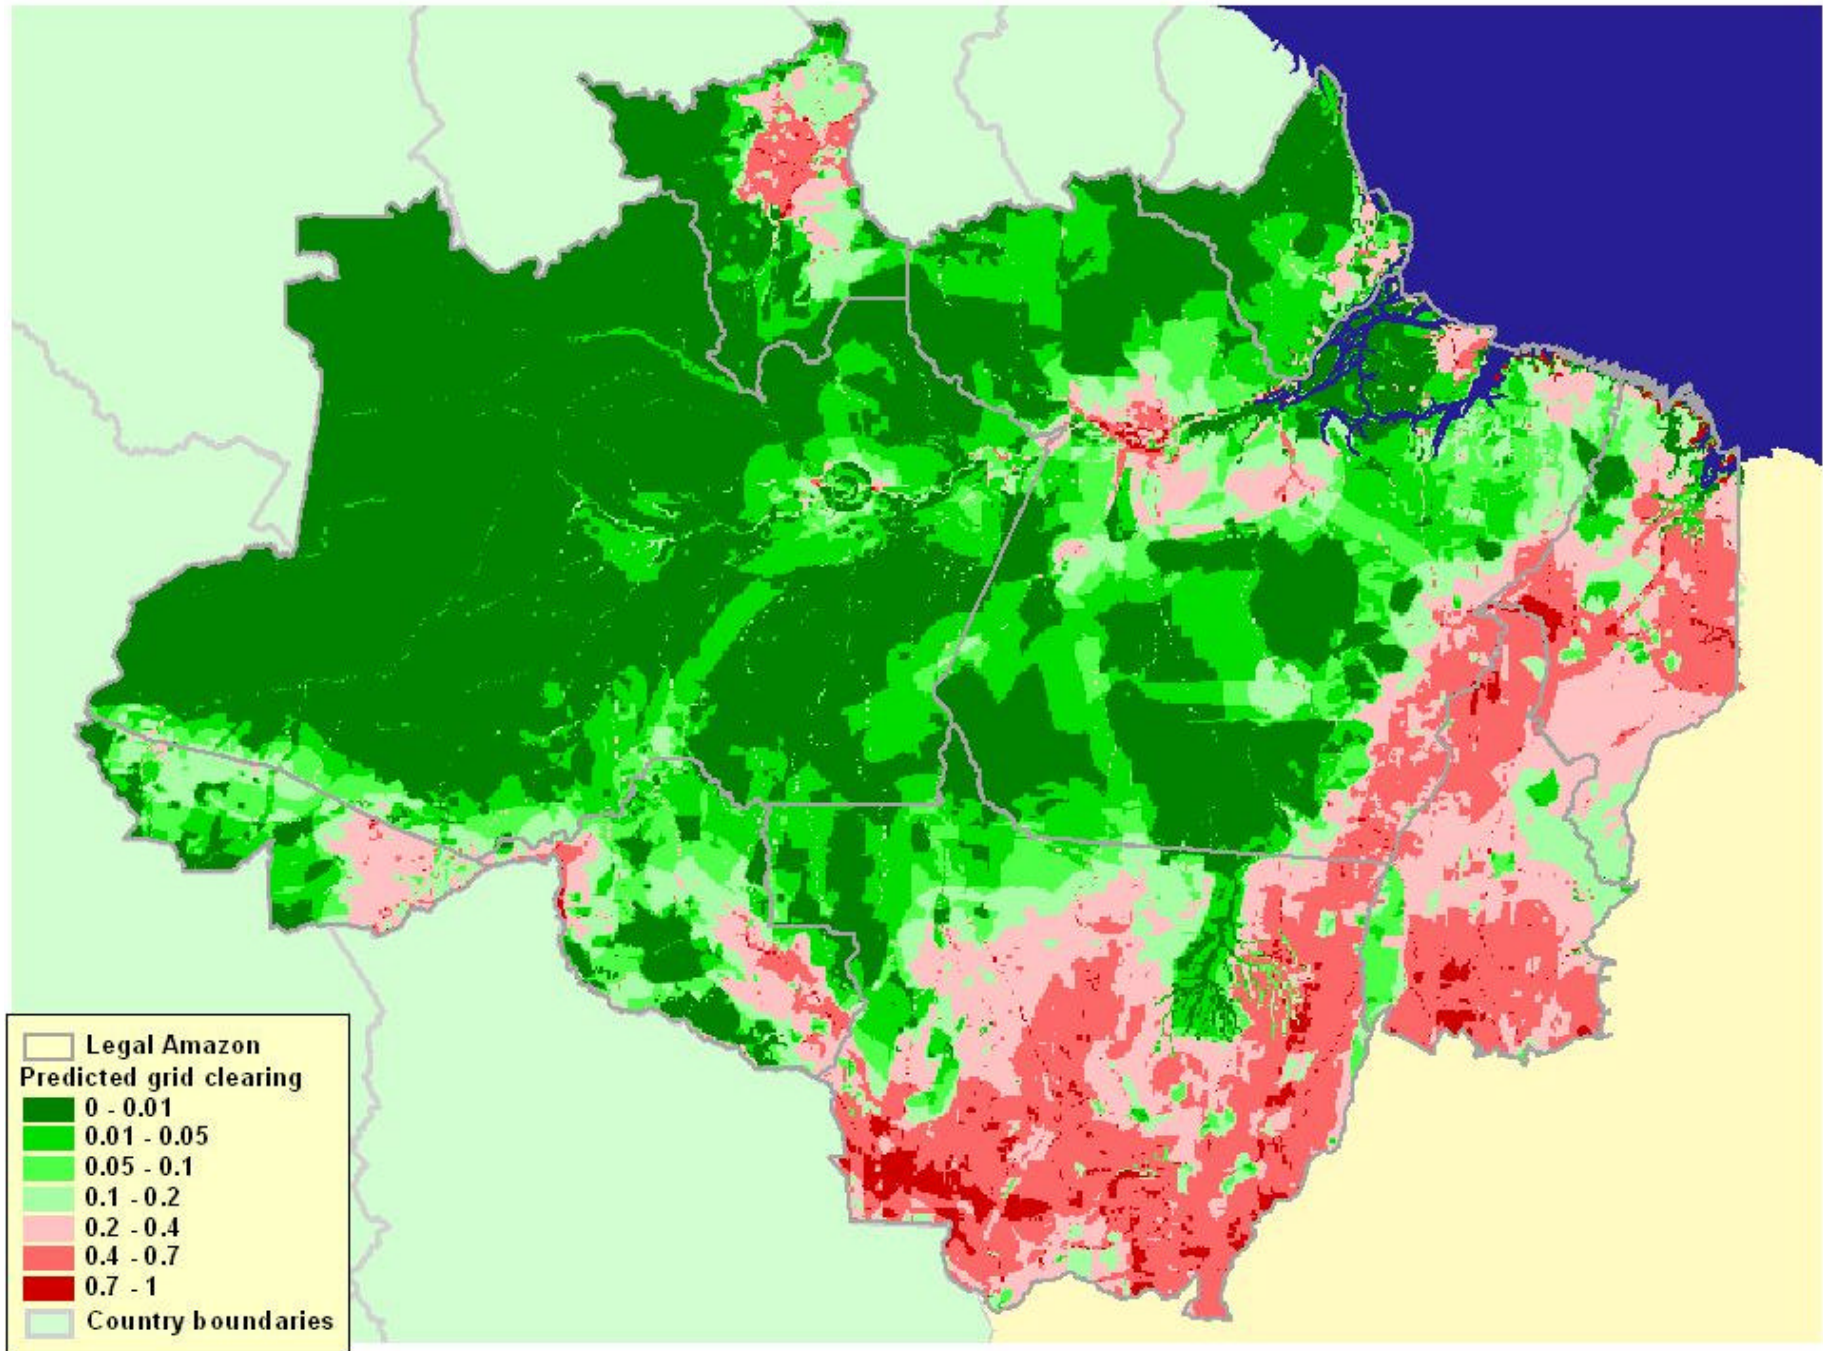 Legal Amazon
Predicted grid clearing
0 - 0.01
0.01 - 0.05
0.05 - 0.1
0.1 - 0.2
0.2 - 0.4
0.4 - 0.7
0.7 - 1
Country boundaries